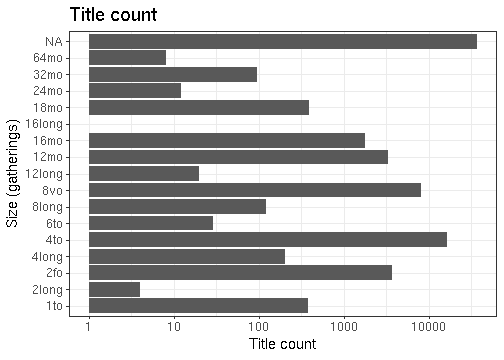 Title count
NA
64mo
32mo
24mo
18mo
16long
16mo
12mo
12long
8vo
8long
6to
4to
4long
2fo
2long
1to
Size (gatherings)
1 10 100 1000 10000
Title count